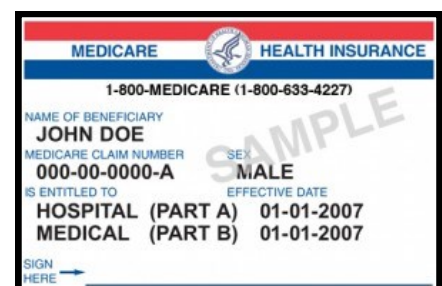 MEDICARE HEALTH INSURANCE
1-800-MEDICARE (1-800-633-4227)
NAME OF BENEFICIARY
JOHN DOE
MEDICARE CLAIM NUMBER SEX
000-00-0000-A MALE
IS ENTITLED TO EFFECTIVE DATE
HOSPITAL (PART A) 01-01-2007
MEDICAL (PART B) 01-01-2007
SIGN
HERE
SAMPLE